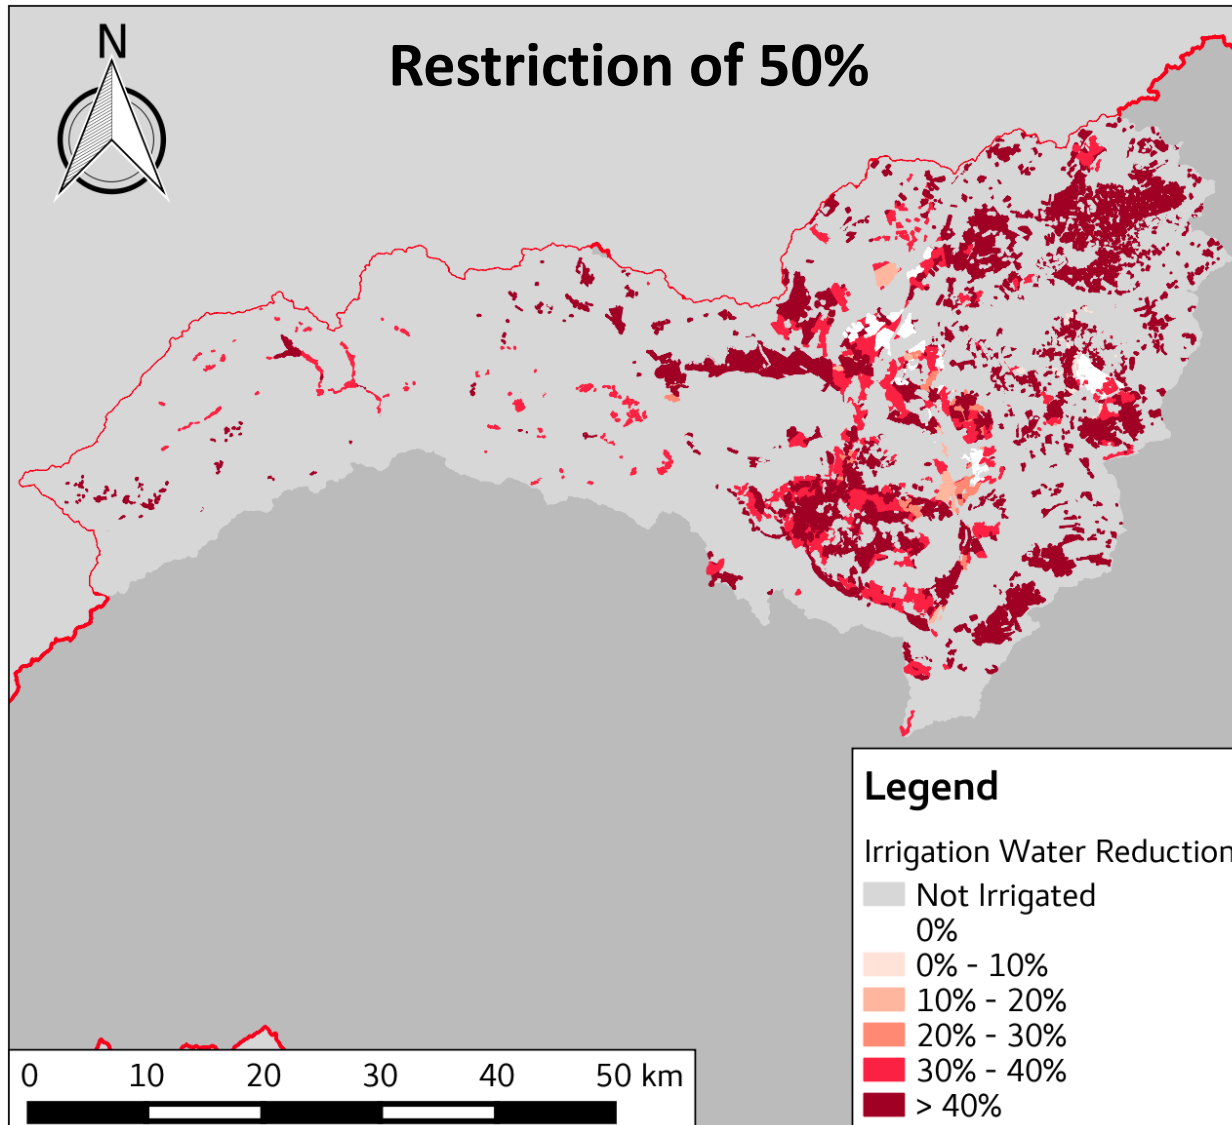 N
Restriction of 50%
Legend
Irrigation Water Reduction
Not Irrigated
0%
0% - 10%
10% - 20%
20% - 30%
30% - 40%
> 40%
0 10 20 30 40 50 km